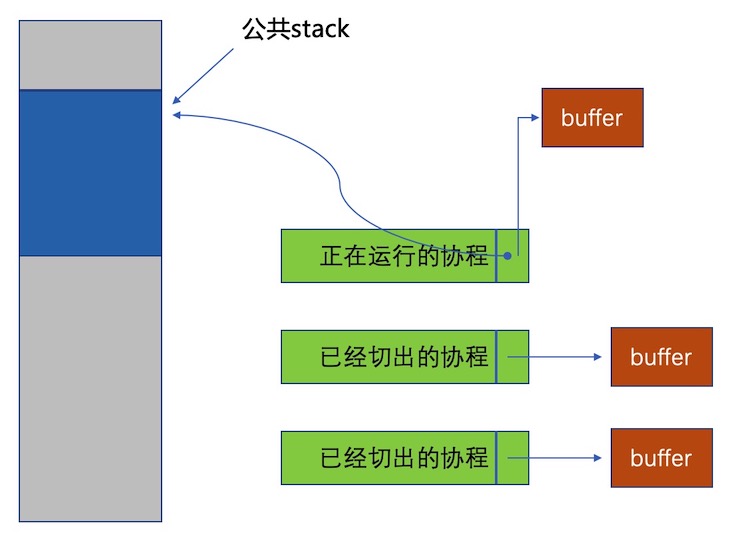 公共stack
buffer
正在运行的协程
已经切出的协程
buffer
已经切出的协程
buffer